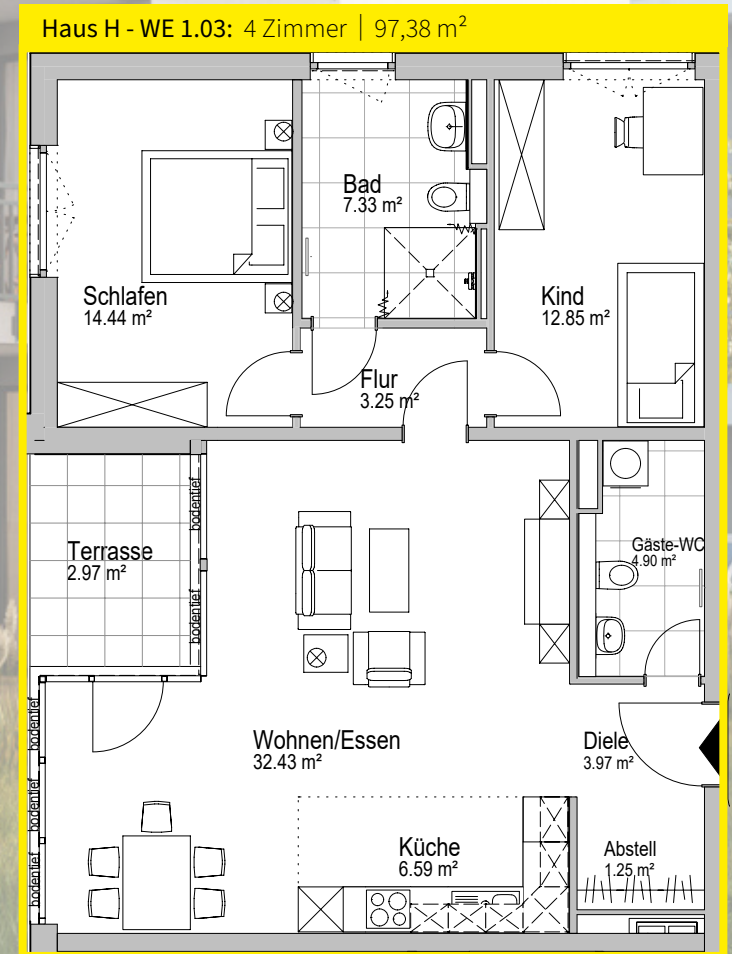 Haus H - WE 1.03: 4 Zimmer | 97,38 m²
Bad
7.33 m²
Schlafen
14.44 m²
Kind
12.85 m²
Flur
3.25 m²
bodentief
Terrasse
2.97 m²
Gäste-WC
4.90 m²
bodentief
bodentief
Wohnen/Essen
32.43 m²
Diele
3.97 m²
bodentief
Küche
6.59 m²
Abstell
1.25 m²
bodentief